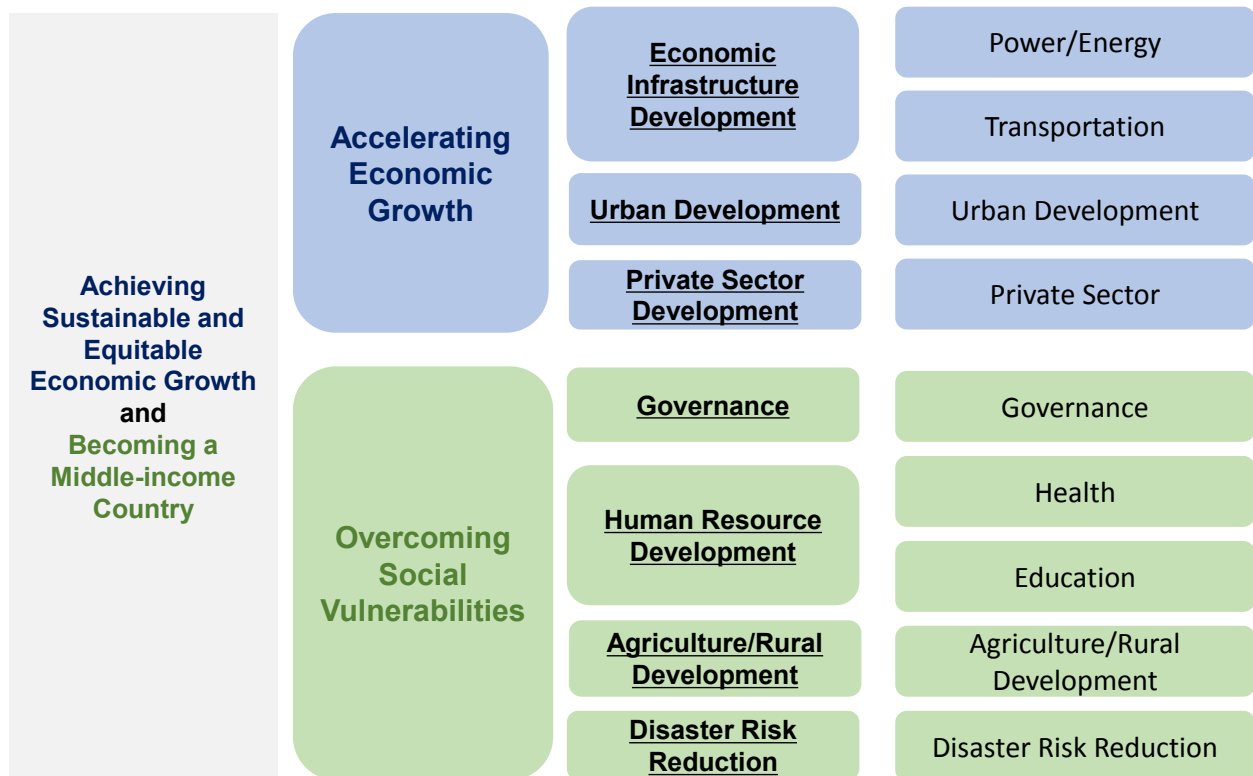 Achieving
Sustainable and
Equitable
Economic Growth
and
Becoming a
Middle-income
Country
Accelerating
Economic
Growth
Economic
Infrastructure
Development
Power/Energy
Transportation
Urban Development
Urban Development
Private Sector
Development
Private Sector
Overcoming
Social
Vulnerabilities
Governance
Governance
Human Resource
Development
Health
Education
Agriculture/Rural
Development
Agriculture/Rural
Development
Disaster Risk
Reduction
Disaster Risk Reduction